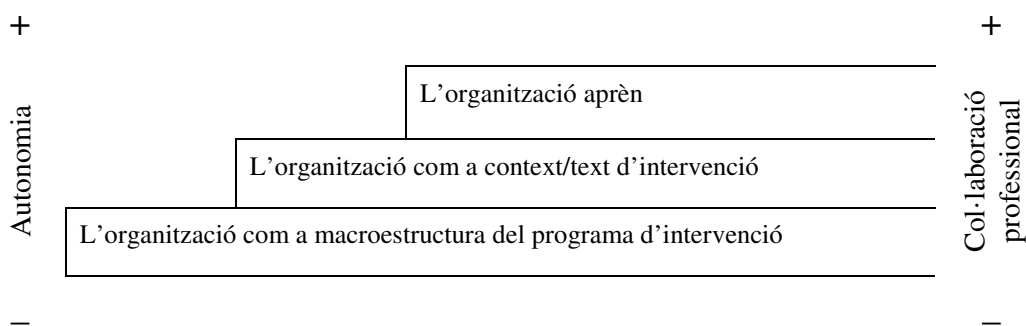 +
+
L’organització aprèn
L’organització com a context/text d’intervenció
L’organització com a macroestructura del programa d’intervenció
Autonomia
Col·laboració
professional
–
–